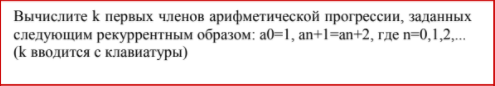 Вычислите k первых членов арифметической прогрессии, заданных
следующим рекуррентным образом: a0=1, an+1=an+2, где n=0,1,2,...
(k вводится с клавиатуры)